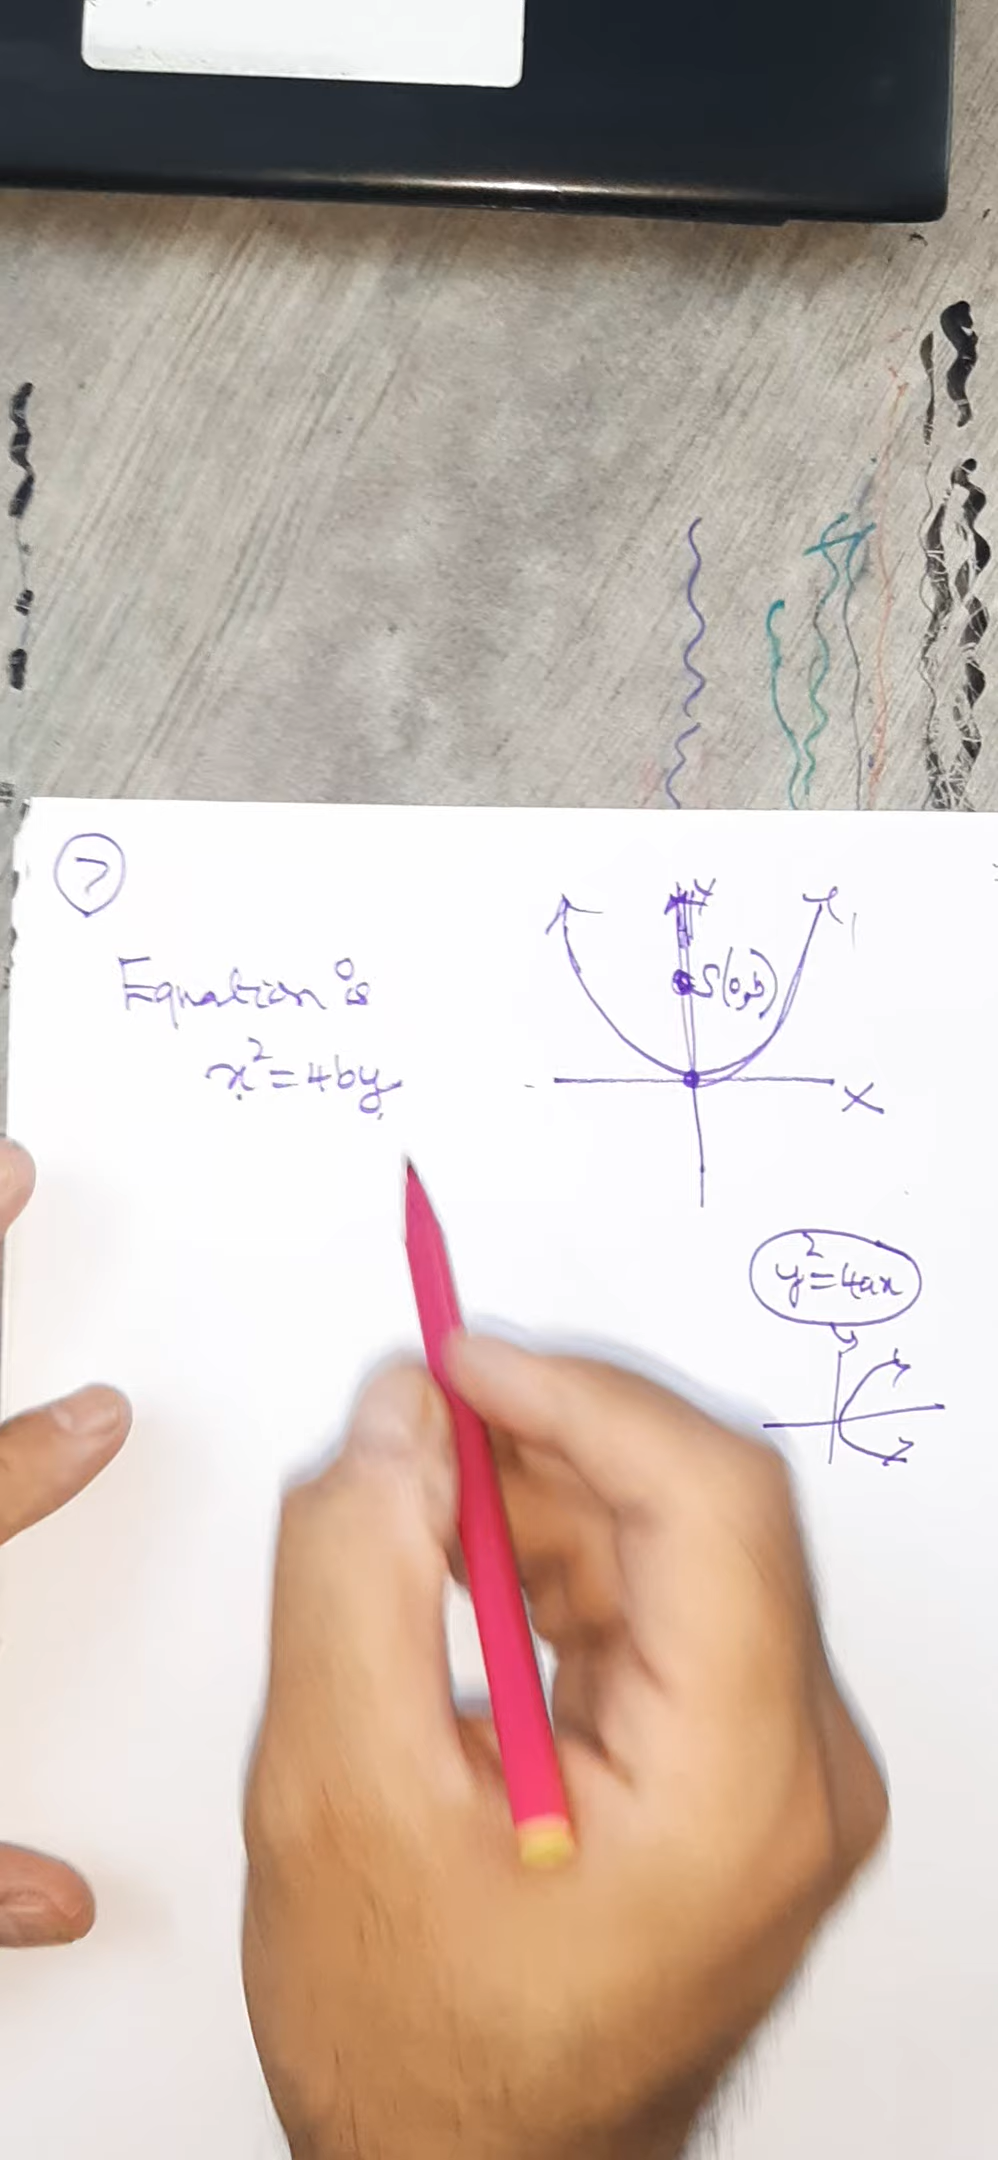 7
Equation is
x²=4by
Y
S(0,b)
X
y²=4ax